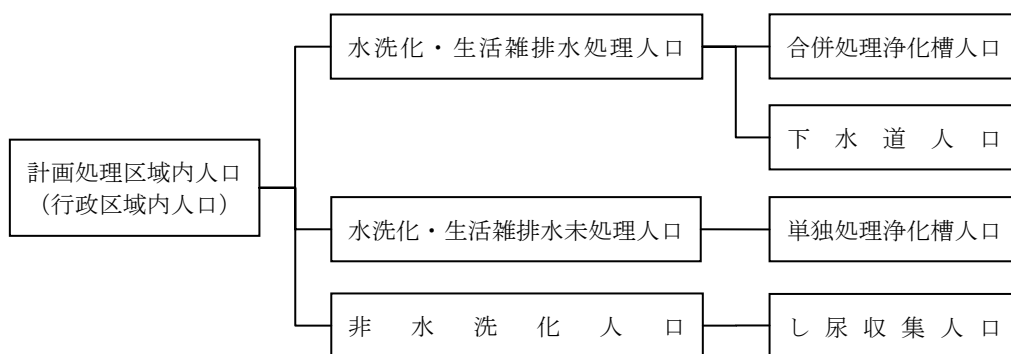 水洗化・生活雑排水処理人口
合併処理浄化槽人口
下水道人口
計画処理区域内人口
（行政区域内人口）
水洗化・生活雑排水未処理人口
単独処理浄化槽人口
非水洗化人口
し尿収集人口